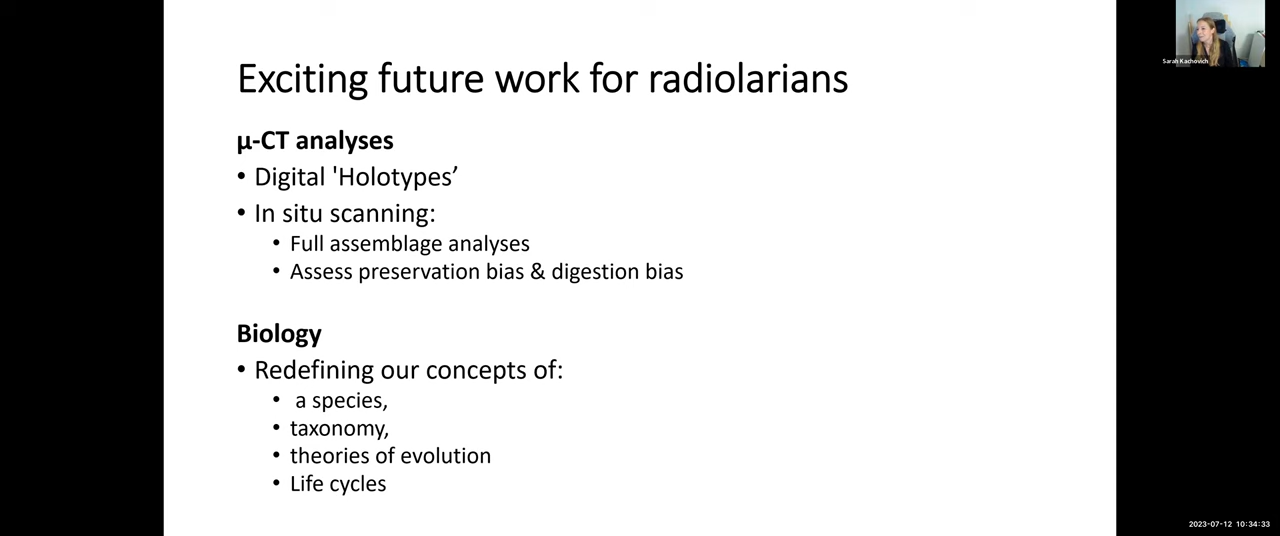 Exciting future work for radiolarians
µ-CT analyses
• Digital 'Holotypes’
• In situ scanning:
• Full assemblage analyses
• Assess preservation bias & digestion bias
Biology
• Redefining our concepts of:
• a species,
• taxonomy,
• theories of evolution
• Life cycles
Sarah Kachovich
2023-07-12 10:34:33